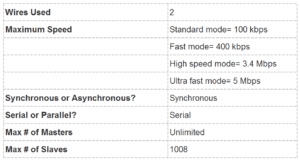 Wires Used 2
Maximum Speed Standard mode= 100 kbps
Fast mode= 400 kbps
High speed mode= 3.4 Mbps
Ultra fast mode= 5 Mbps
Synchronous or Asynchronous? Synchronous
Serial or Parallel? Serial
Max # of Masters Unlimited
Max # of Slaves 1008